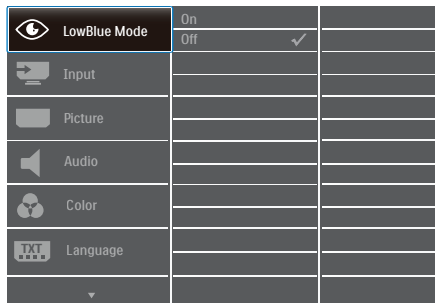 LowBlue Mode
On
Off
Input
Picture
Audio
Color
TXT
Language